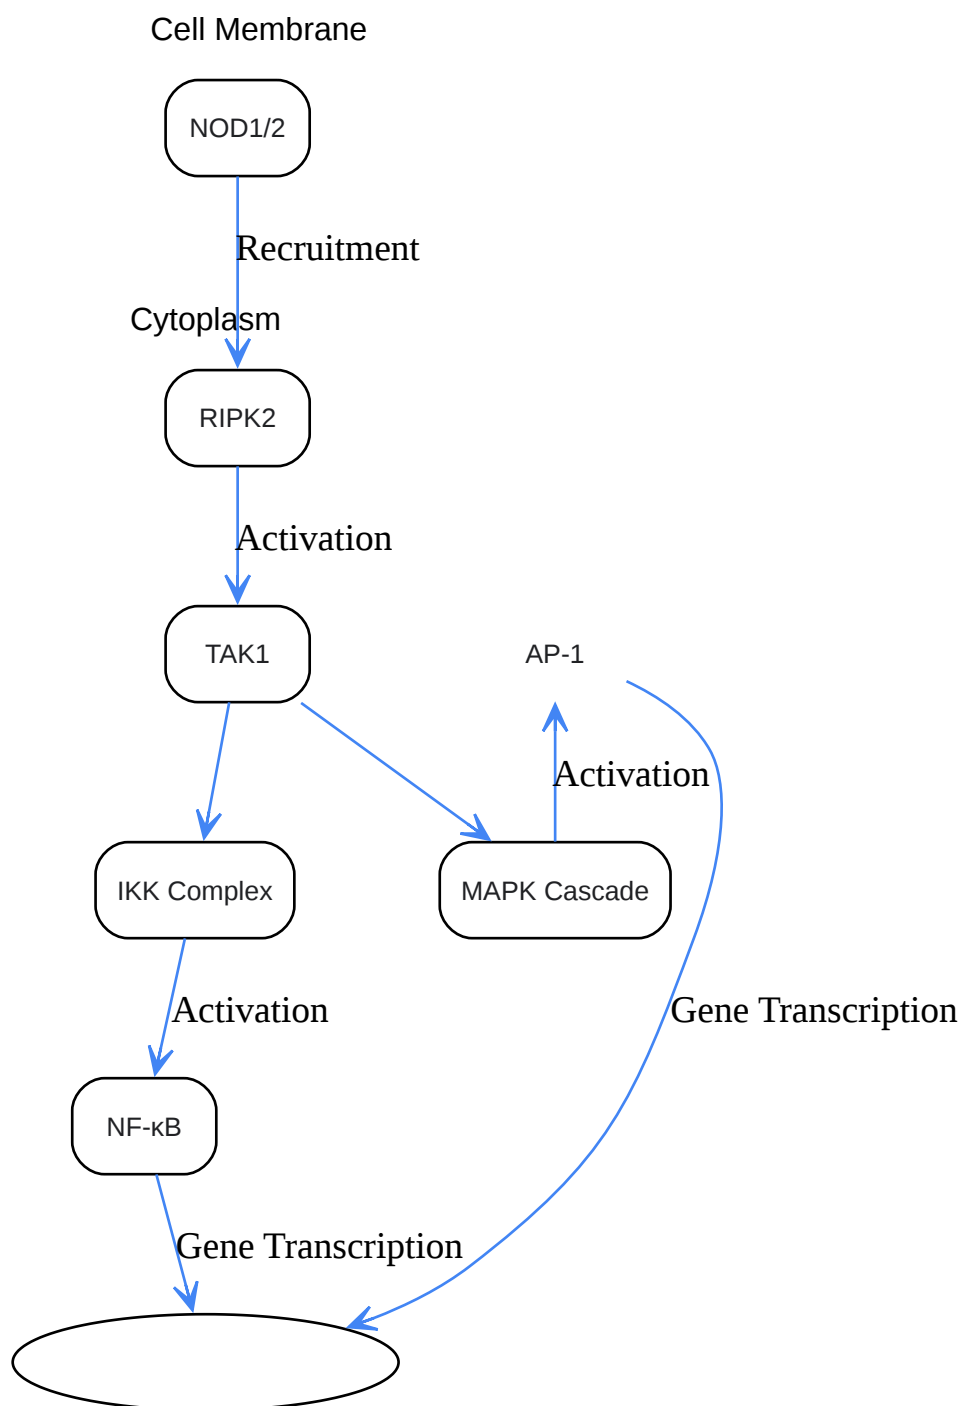 Cell Membrane
NOD1/2
Recruitment
Cytoplasm
RIPK2
Activation
TAK1
AP-1
Activation
IKK Complex
MAPK Cascade
Activation
Gene Transcription
NF-κB
Gene Transcription